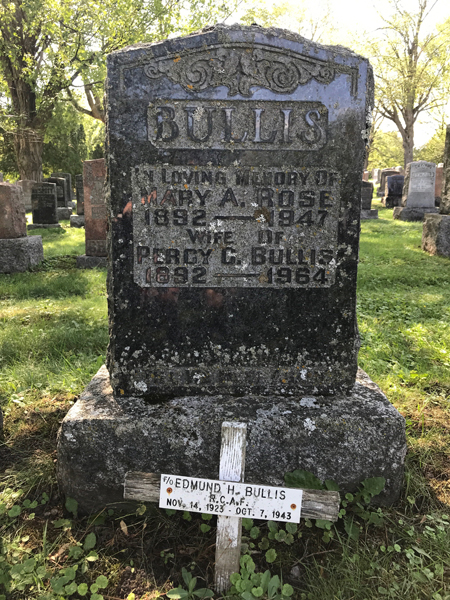 BULLIS
IN LOVING MEMORY OF
MARY A. ROSE
1892 — 1947
WIFE OF
PERCY G. BULLIS
1892 — 1964
F/O EDMUND H. BULLIS
R.C.A.F.
NOV. 14, 1923 - OCT. 7, 1943